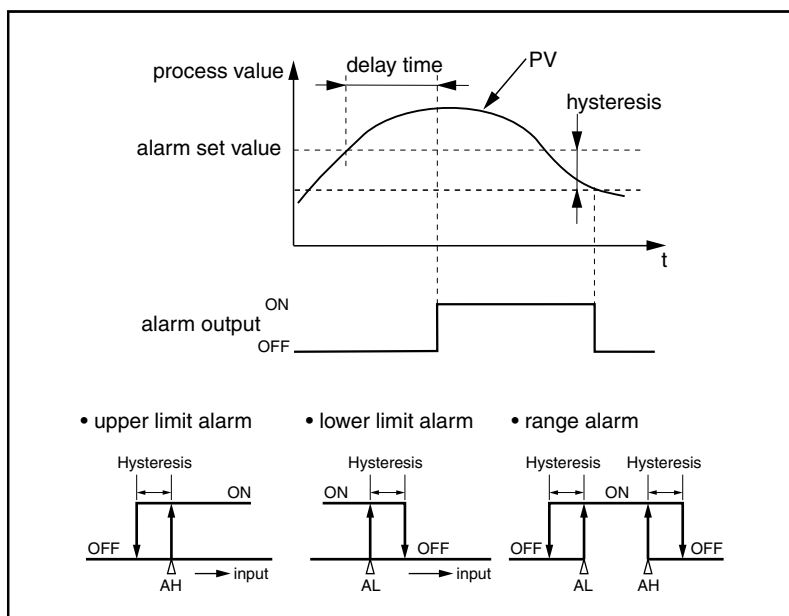 process value
delay time
PV
hysteresis
alarm set value
t
ON
alarm output
OFF
• upper limit alarm
Hysteresis
ON
OFF
AH
input
• lower limit alarm
Hysteresis
ON
OFF
AL
input
• range alarm
Hysteresis
Hysteresis
ON
OFF
OFF
AL
AH